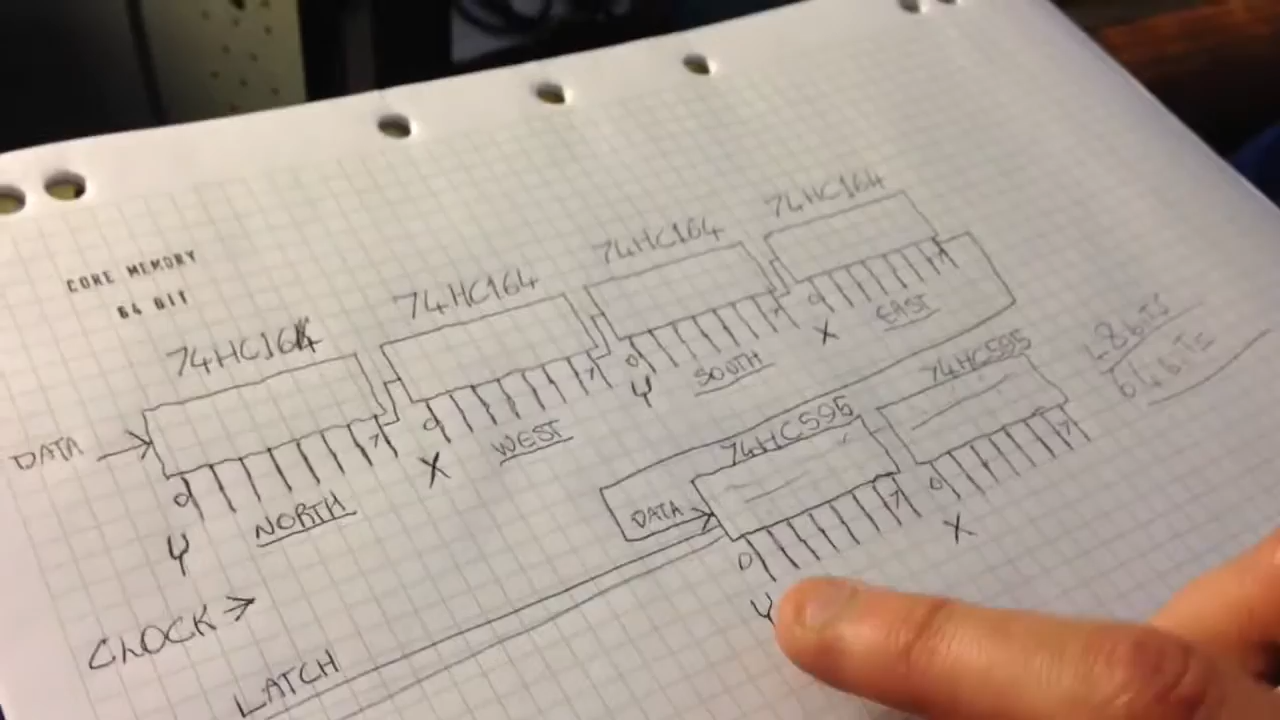 CORE MEMORY
64 BIT
74HC164
74HC164
74HC164
74HC164
DATA
0 7
Y
NORTH
0 7
X
WEST
0 7
Y
SOUTH
0 7
X
EAST
74HC595
74HC595
DATA
0 7
Y
0 7
X
48 BITS
64 BITS
CLOCK
LATCH